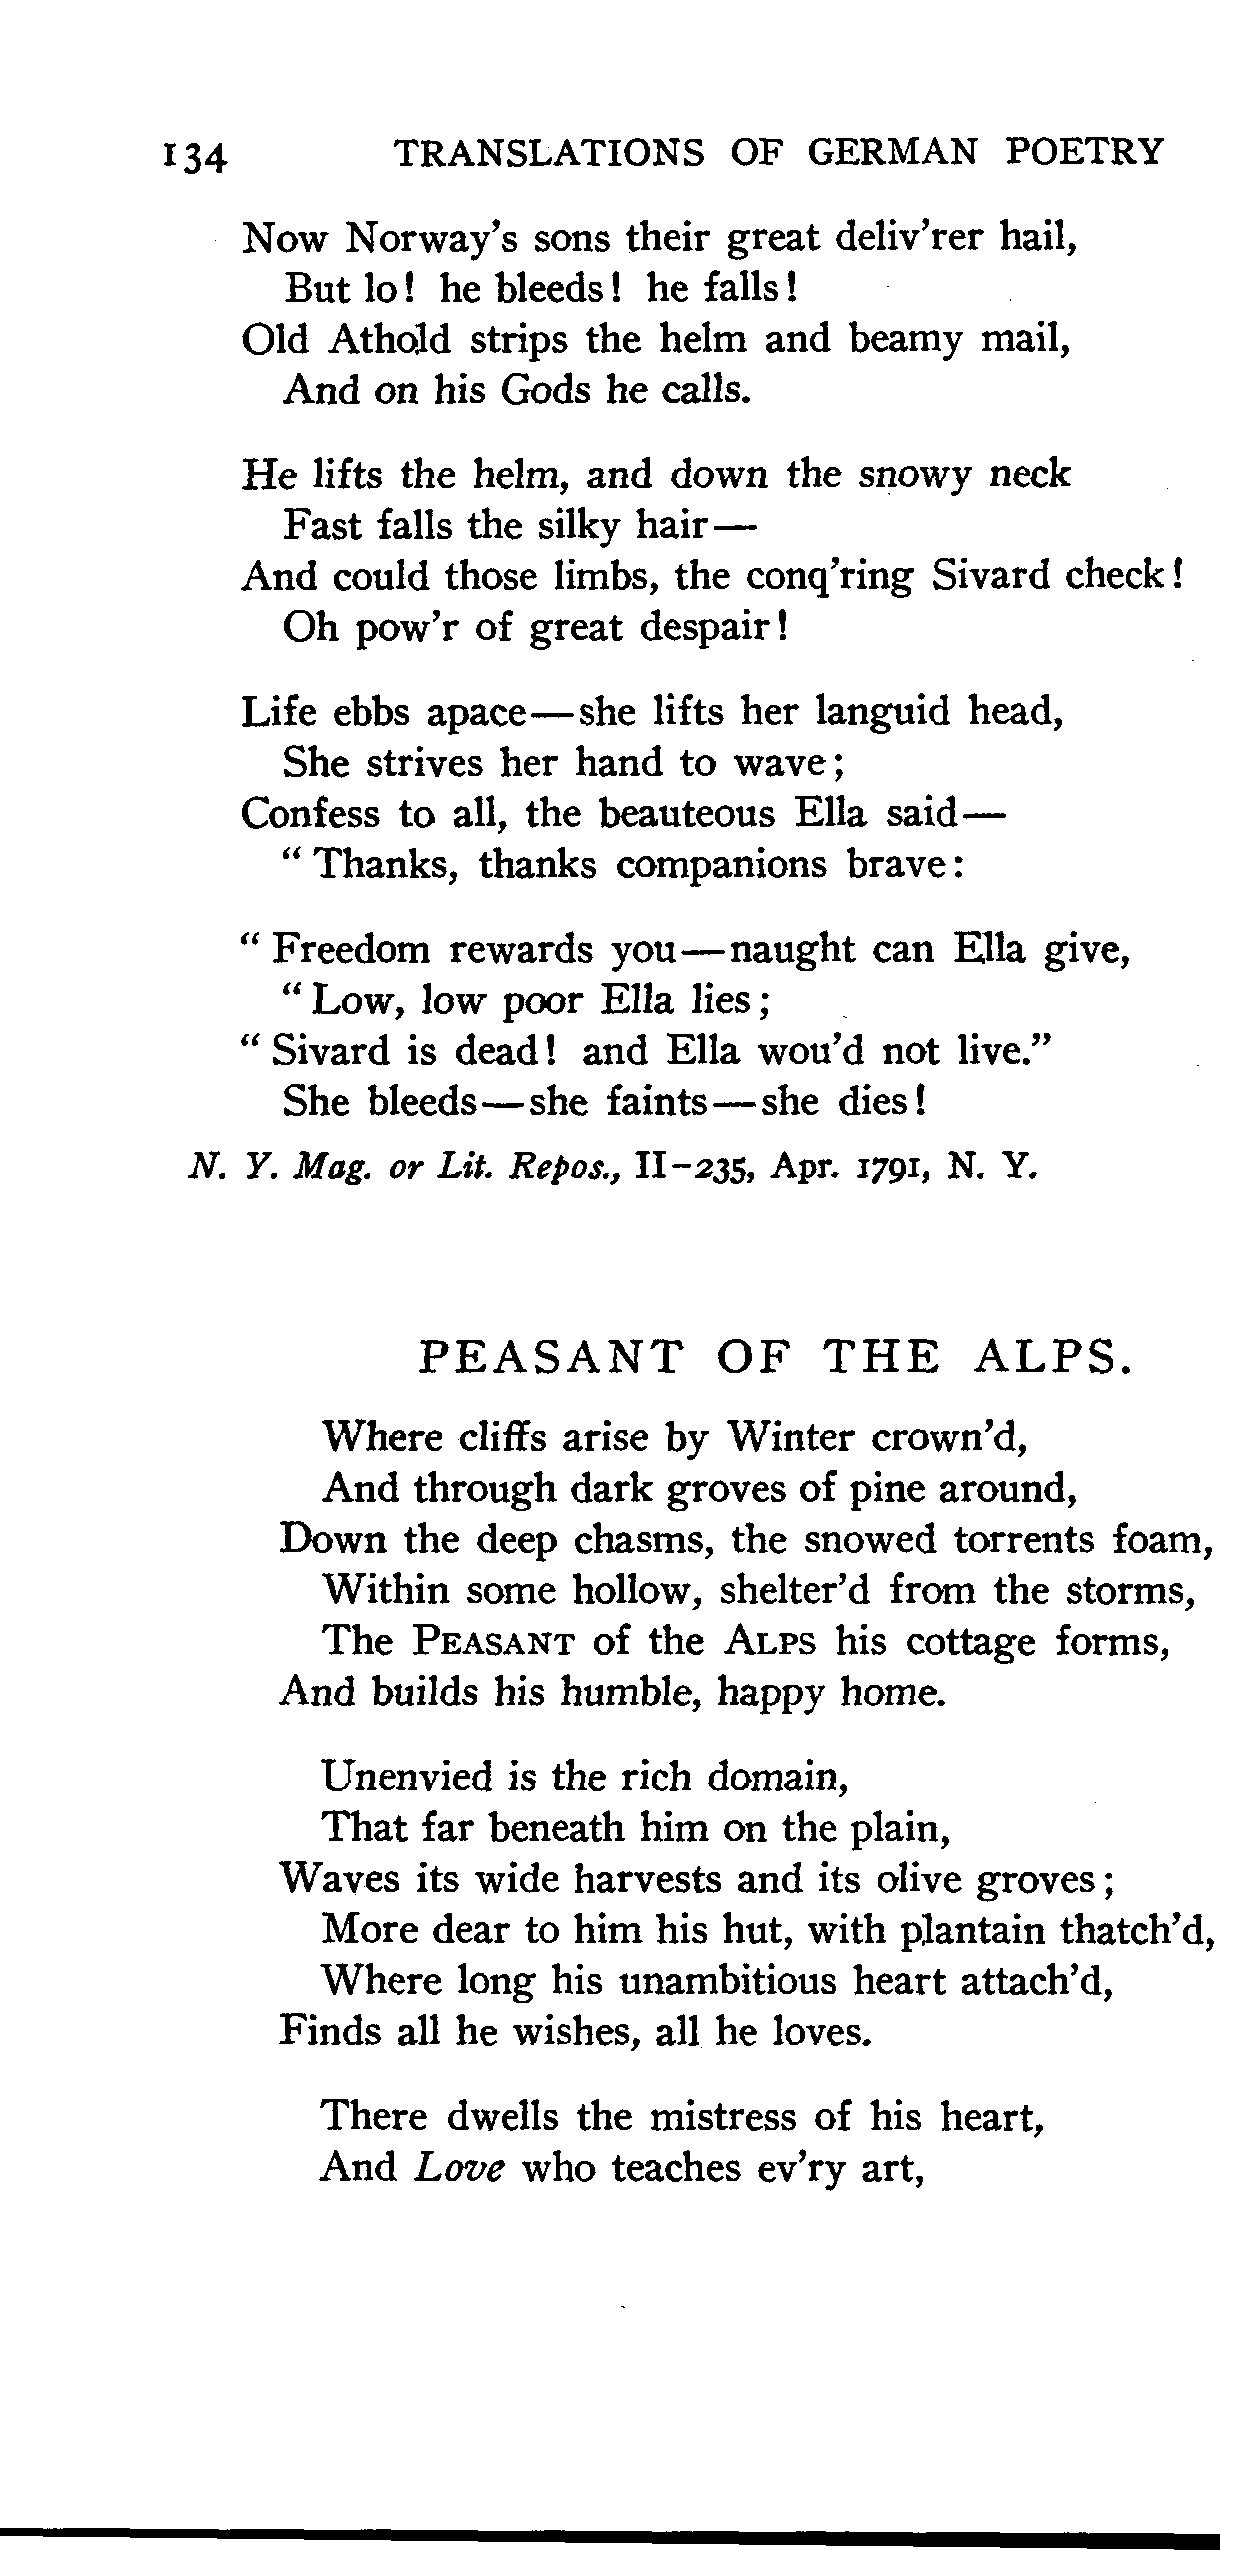 134 TRANSLATIONS OF GERMAN POETRY
Now Norway's sons their great deliv'rer hail,
But lo! he bleeds! he falls!
Old Athold strips the helm and beamy mail,
And on his Gods he calls.
He lifts the helm, and down the snowy neck
Fast falls the silky hair—
And could those limbs, the conq'ring Sivard check!
Oh pow'r of great despair!
Life ebbs apace—she lifts her languid head,
She strives her hand to wave;
Confess to all, the beauteous Ella said—
"Thanks, thanks companions brave:
"Freedom rewards you—naught can Ella give,
"Low, low poor Ella lies;
"Sivard is dead! and Ella wou'd not live."
She bleeds—she faints—she dies!
N. Y. Mag. or Lit. Repos., II-235, Apr. 1791, N. Y.
PEASANT OF THE ALPS.
Where cliffs arise by Winter crown'd,
And through dark groves of pine around,
Down the deep chasms, the snowed torrents foam,
Within some hollow, shelter'd from the storms,
The PEASANT of the ALPS his cottage forms,
And builds his humble, happy home.
Unenvied is the rich domain,
That far beneath him on the plain,
Waves its wide harvests and its olive groves;
More dear to him his hut, with plantain thatch'd,
Where long his unambitious heart attach'd,
Finds all he wishes, all he loves.
There dwells the mistress of his heart,
And Love who teaches ev'ry art,